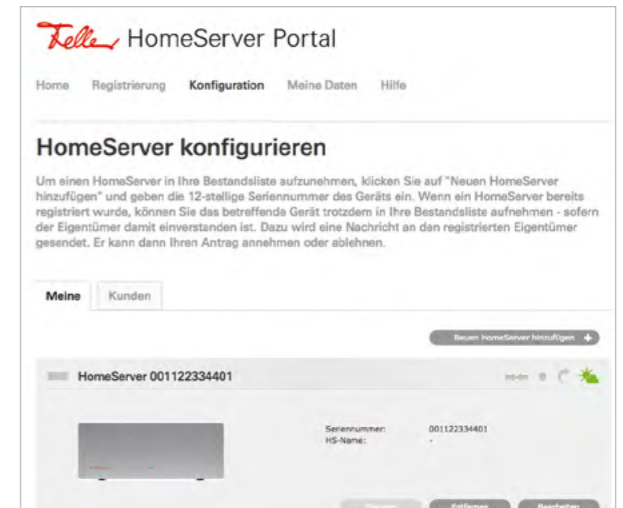 Feller HomeServer Portal
Home Registrierung Konfiguration Meine Daten Hilfe
HomeServer konfigurieren
Um einen HomeServer in Ihre Bestandsliste aufzunehmen, klicken Sie auf "Neuen HomeServer
hinzufügen" und geben die 12-stellige Seriennummer des Geräts ein. Wenn ein HomeServer bereits
registriert wurde, können Sie das betreffende Gerät trotzdem in Ihre Bestandsliste aufnehmen - sofern
der Eigentümer damit einverstanden ist. Dazu wird eine Nachricht an den registrierten Eigentümer
gesendet. Er kann dann Ihren Antrag annehmen oder ablehnen.
Meine Kunden
Neuen HomeServer hinzufügen +
HomeServer 001122334401
Seriennummer: 001122334401
HS-Name: -
Entfernen Bearbeiten